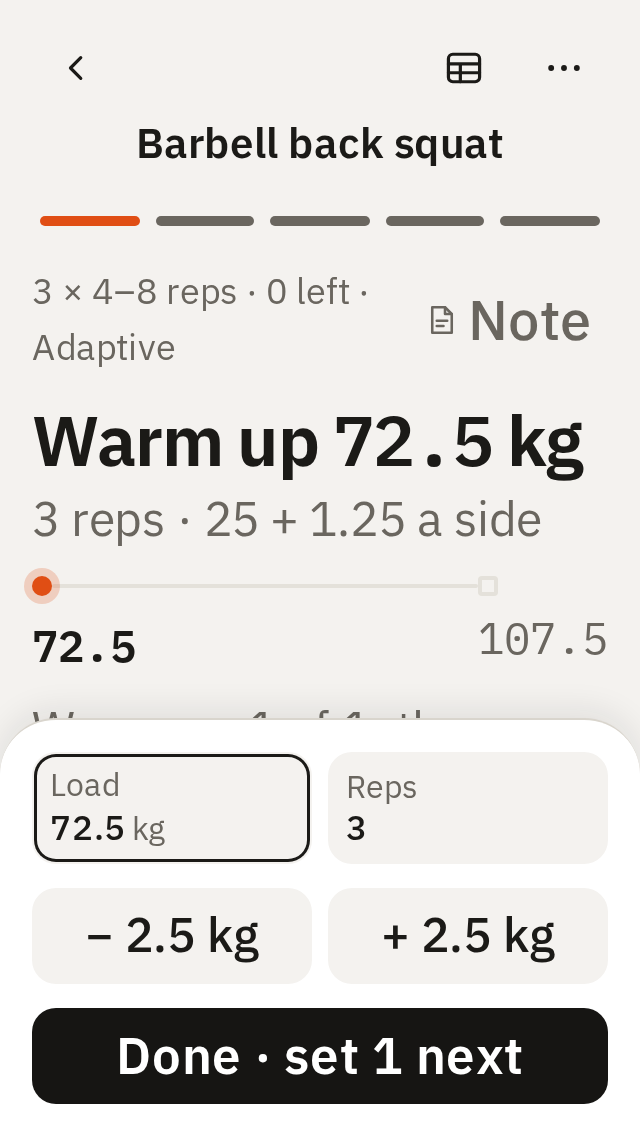 Barbell back squat
3 × 4–8 reps · 0 left ·
Adaptive
Note
Warm up 72.5 kg
3 reps · 25 + 1.25 a side
72.5
107.5
Load
72.5 kg
Reps
3
– 2.5 kg
+ 2.5 kg
Done · set 1 next